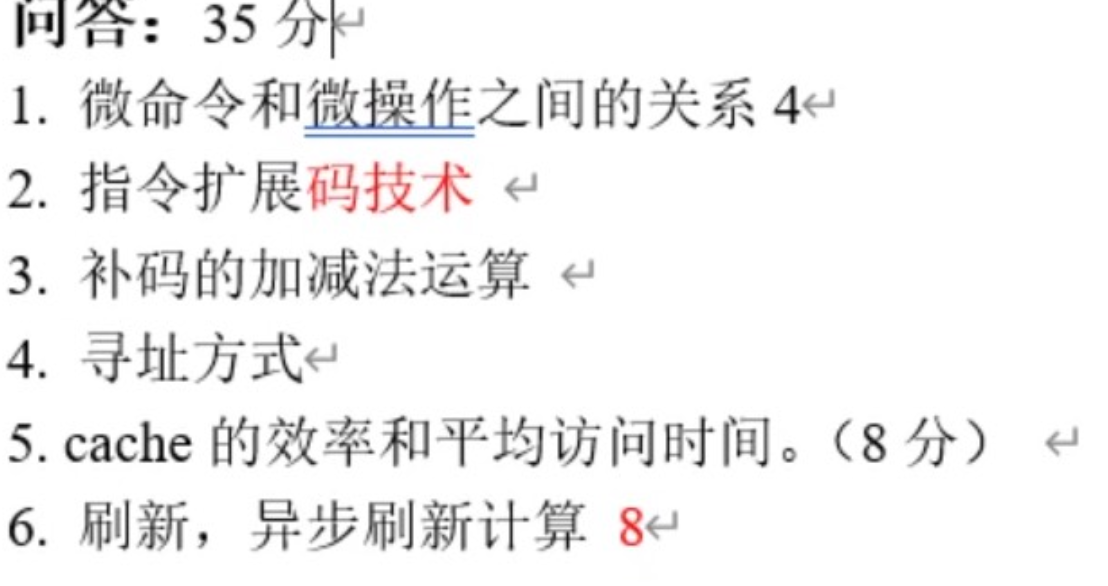 问答：35 分
1. 微命令和微操作之间的关系 4
2. 指令扩展码技术
3. 补码的加减法运算
4. 寻址方式
5. cache 的效率和平均访问时间。（8 分）
6. 刷新，异步刷新计算 8